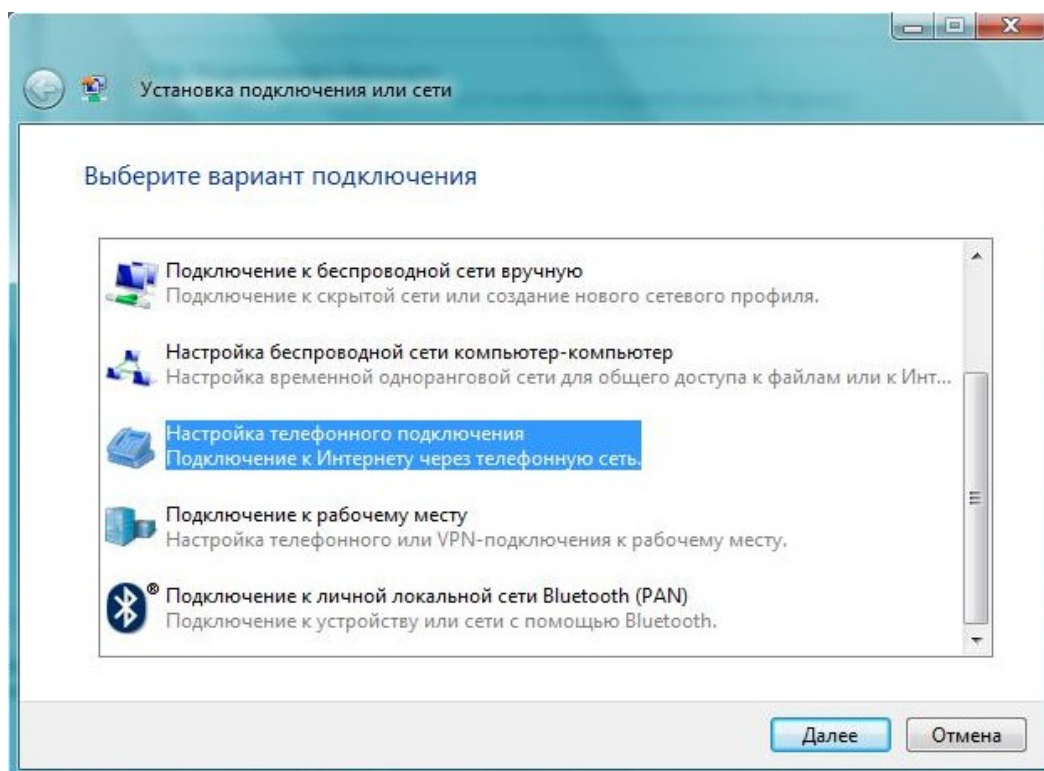 Установка подключения или сети
Выберите вариант подключения
Подключение к беспроводной сети вручную
Подключение к скрытой сети или создание нового сетевого профиля.
Настройка беспроводной сети компьютер-компьютер
Настройка временной одноранговой сети для общего доступа к файлам или к Инт...
Настройка телефонного подключения
Подключение к Интернету через телефонную сеть.
Подключение к рабочему месту
Настройка телефонного или VPN-подключения к рабочему месту.
® Подключение к личной локальной сети Bluetooth (PAN)
Подключение к устройству или сети с помощью Bluetooth.
Далее Отмена